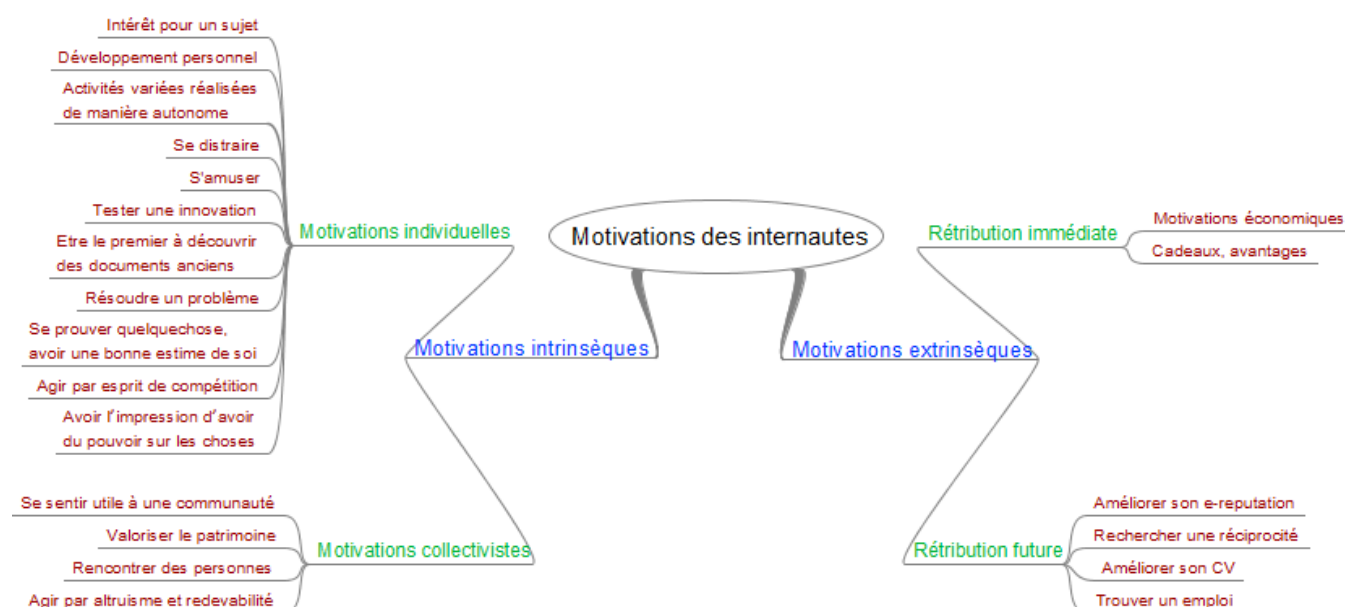 Motivations des internautes
Motivations intrinsèques
Motivations individuelles
Intérêt pour un sujet
Développement personnel
Activités variées réalisées
de manière autonome
Se distraire
S'amuser
Tester une innovation
Etre le premier à découvrir
des documents anciens
Résoudre un problème
Se prouver quelquechose,
avoir une bonne estime de soi
Agir par esprit de compétition
Avoir l'impression d'avoir
du pouvoir sur les choses
Motivations collectivistes
Se sentir utile à une communauté
Valoriser le patrimoine
Rencontrer des personnes
Agir par altruisme et redevabilité
Motivations extrinsèques
Rétribution immédiate
Motivations économiques
Cadeaux, avantages
Rétribution future
Améliorer son e-reputation
Rechercher une réciprocité
Améliorer son CV
Trouver un emploi